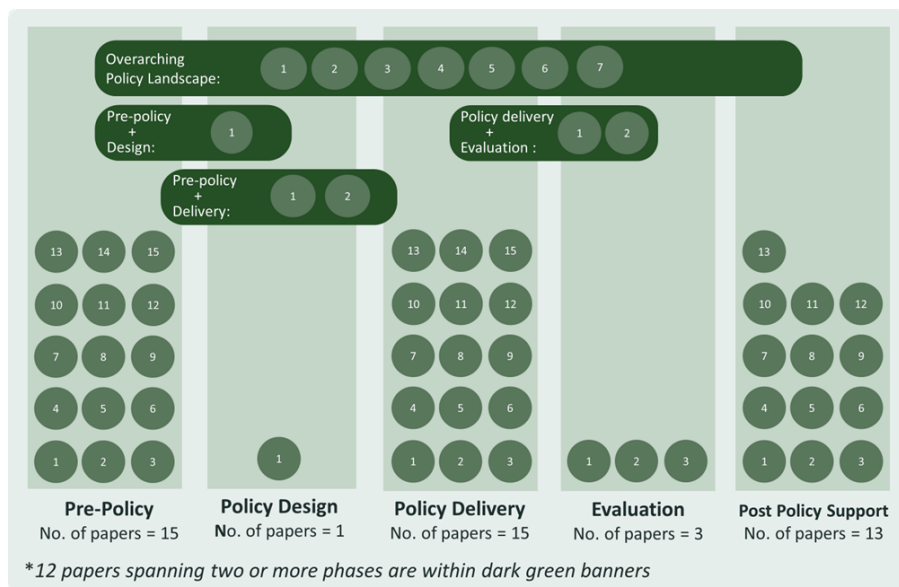 Overarching
Policy Landscape:
1 2 3 4 5 6 7
Pre-policy
+
Design:
1
Policy delivery
+
Evaluation :
1 2
Pre-policy
+
Delivery:
1 2
13 14 15
10 11 12
7 8 9
4 5 6
1 2 3
Pre-Policy
No. of papers = 15
1
Policy Design
No. of papers = 1
13 14 15
10 11 12
7 8 9
4 5 6
1 2 3
Policy Delivery
No. of papers = 15
1 2 3
Evaluation
No. of papers = 3
13
10 11 12
7 8 9
4 5 6
1 2 3
Post Policy Support
No. of papers = 13
*12 papers spanning two or more phases are within dark green banners